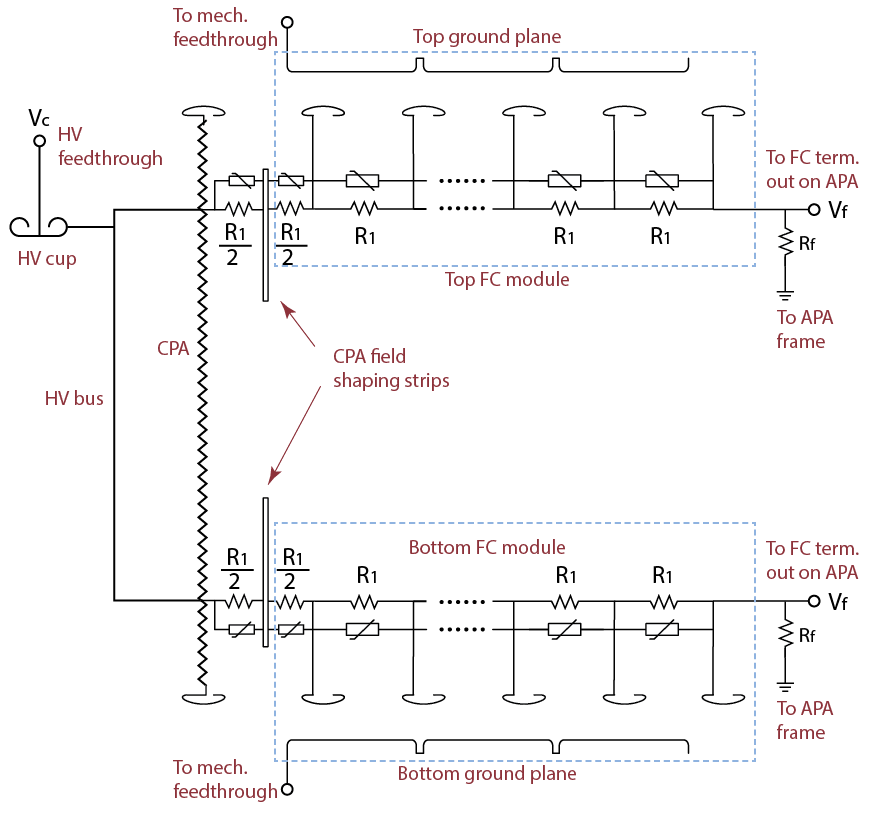 To mech.
feedthrough
Top ground plane
Vc
HV
feedthrough
To FC term.
out on APA
Vf
R1
2
R1
2
R1
R1
R1
Rf
HV cup
Top FC module
To APA
frame
CPA
CPA field
shaping strips
HV bus
Bottom FC module
To FC term.
out on APA
R1
2
R1
2
R1
R1
R1
Vf
Rf
To APA
frame
To mech.
feedthrough
Bottom ground plane